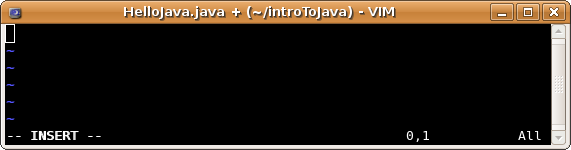 HelloJava.java + (~/introToJava) - VIM
~
~
~
~
-- INSERT -- 0,1 All